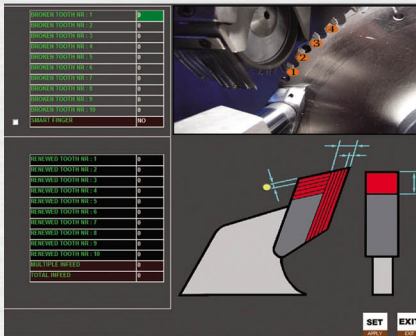 BROKEN TOOTH NR : 1 0
BROKEN TOOTH NR : 2 0
BROKEN TOOTH NR : 3 0
BROKEN TOOTH NR : 4 0
BROKEN TOOTH NR : 5 0
BROKEN TOOTH NR : 6 0
BROKEN TOOTH NR : 7 0
BROKEN TOOTH NR : 8 0
BROKEN TOOTH NR : 9 0
BROKEN TOOTH NR : 10 0
SMART FINGER NO
1
2
3
4
RENEWED TOOTH NR : 1 0
RENEWED TOOTH NR : 2 0
RENEWED TOOTH NR : 3 0
RENEWED TOOTH NR : 4 0
RENEWED TOOTH NR : 5 0
RENEWED TOOTH NR : 6 0
RENEWED TOOTH NR : 7 0
RENEWED TOOTH NR : 8 0
RENEWED TOOTH NR : 9 0
RENEWED TOOTH NR : 10 0
MULTIPLE INFEED 0
TOTAL INFEED 0
SET EXIT
APPLY EXIT